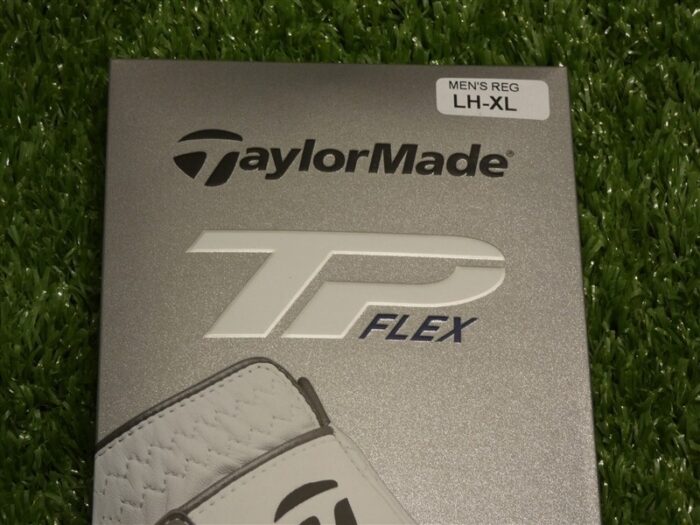 MEN'S REG
LH-XL
TaylorMade®
TP
FLEX